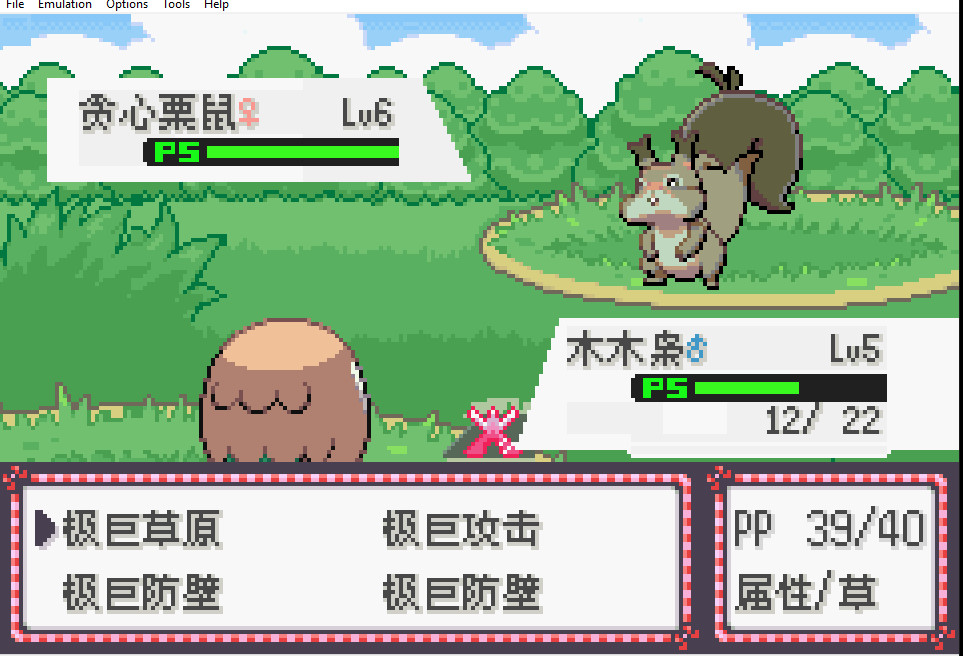 File Emulation Options Tools Help
贪心栗鼠♀ Lv6
PS
木木枭♂ Lv5
PS
12/ 22
极巨草原 极巨攻击 PP 39/40
极巨防壁 极巨防壁 属性/草